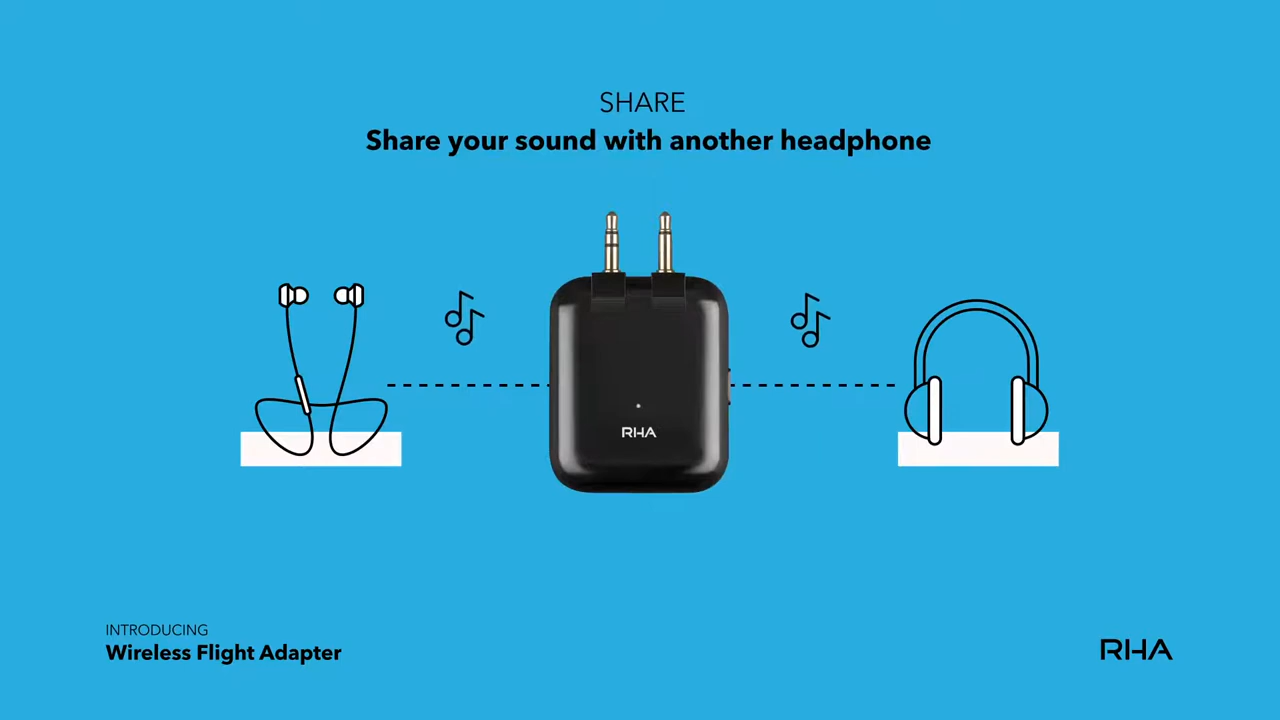 SHARE
Share your sound with another headphone
RHA
INTRODUCING
Wireless Flight Adapter
RHA